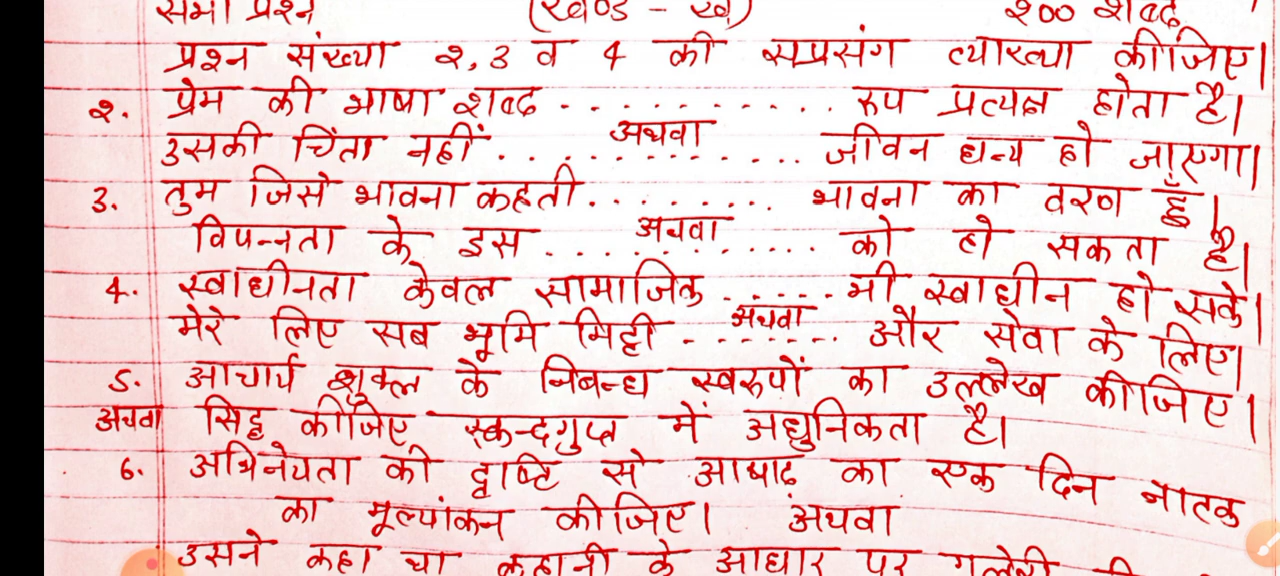 सभी प्रश्न (खण्ड - ख) २०० शब्द
प्रश्न संख्या २,३ व 4 की सप्रसंग व्याख्या कीजिए।
२. प्रेम की भाषा शब्द ........... रुप प्रत्यक्ष होता है।
अथवा
उसकी चिंता नहीं .............. जीवन धन्य हो जाएगा।
3. तुम जिसे भावना कहती .......... भावना का वरण हूँ।
अथवा
विपन्नता के इस ............ को हो सकता है।
4. स्वाधीनता केवल सामाजिक ...... भी स्वाधीन हो सके।
अथवा
मेरे लिए सब भूमि मिट्टी -------- और सेवा के लिए।
5. आचार्य शुक्ल के निबन्ध स्वरुपों का उल्लेख कीजिए।
अथवा सिद्ध कीजिए स्कन्दगुप्त में अधुनिकता है।
6. अभिनेयता की दृष्टि से आषाढ़ का एक दिन नाटक
का मूल्यांकन कीजिए। अथवा
उसने कहा था कहानी के आधार पर